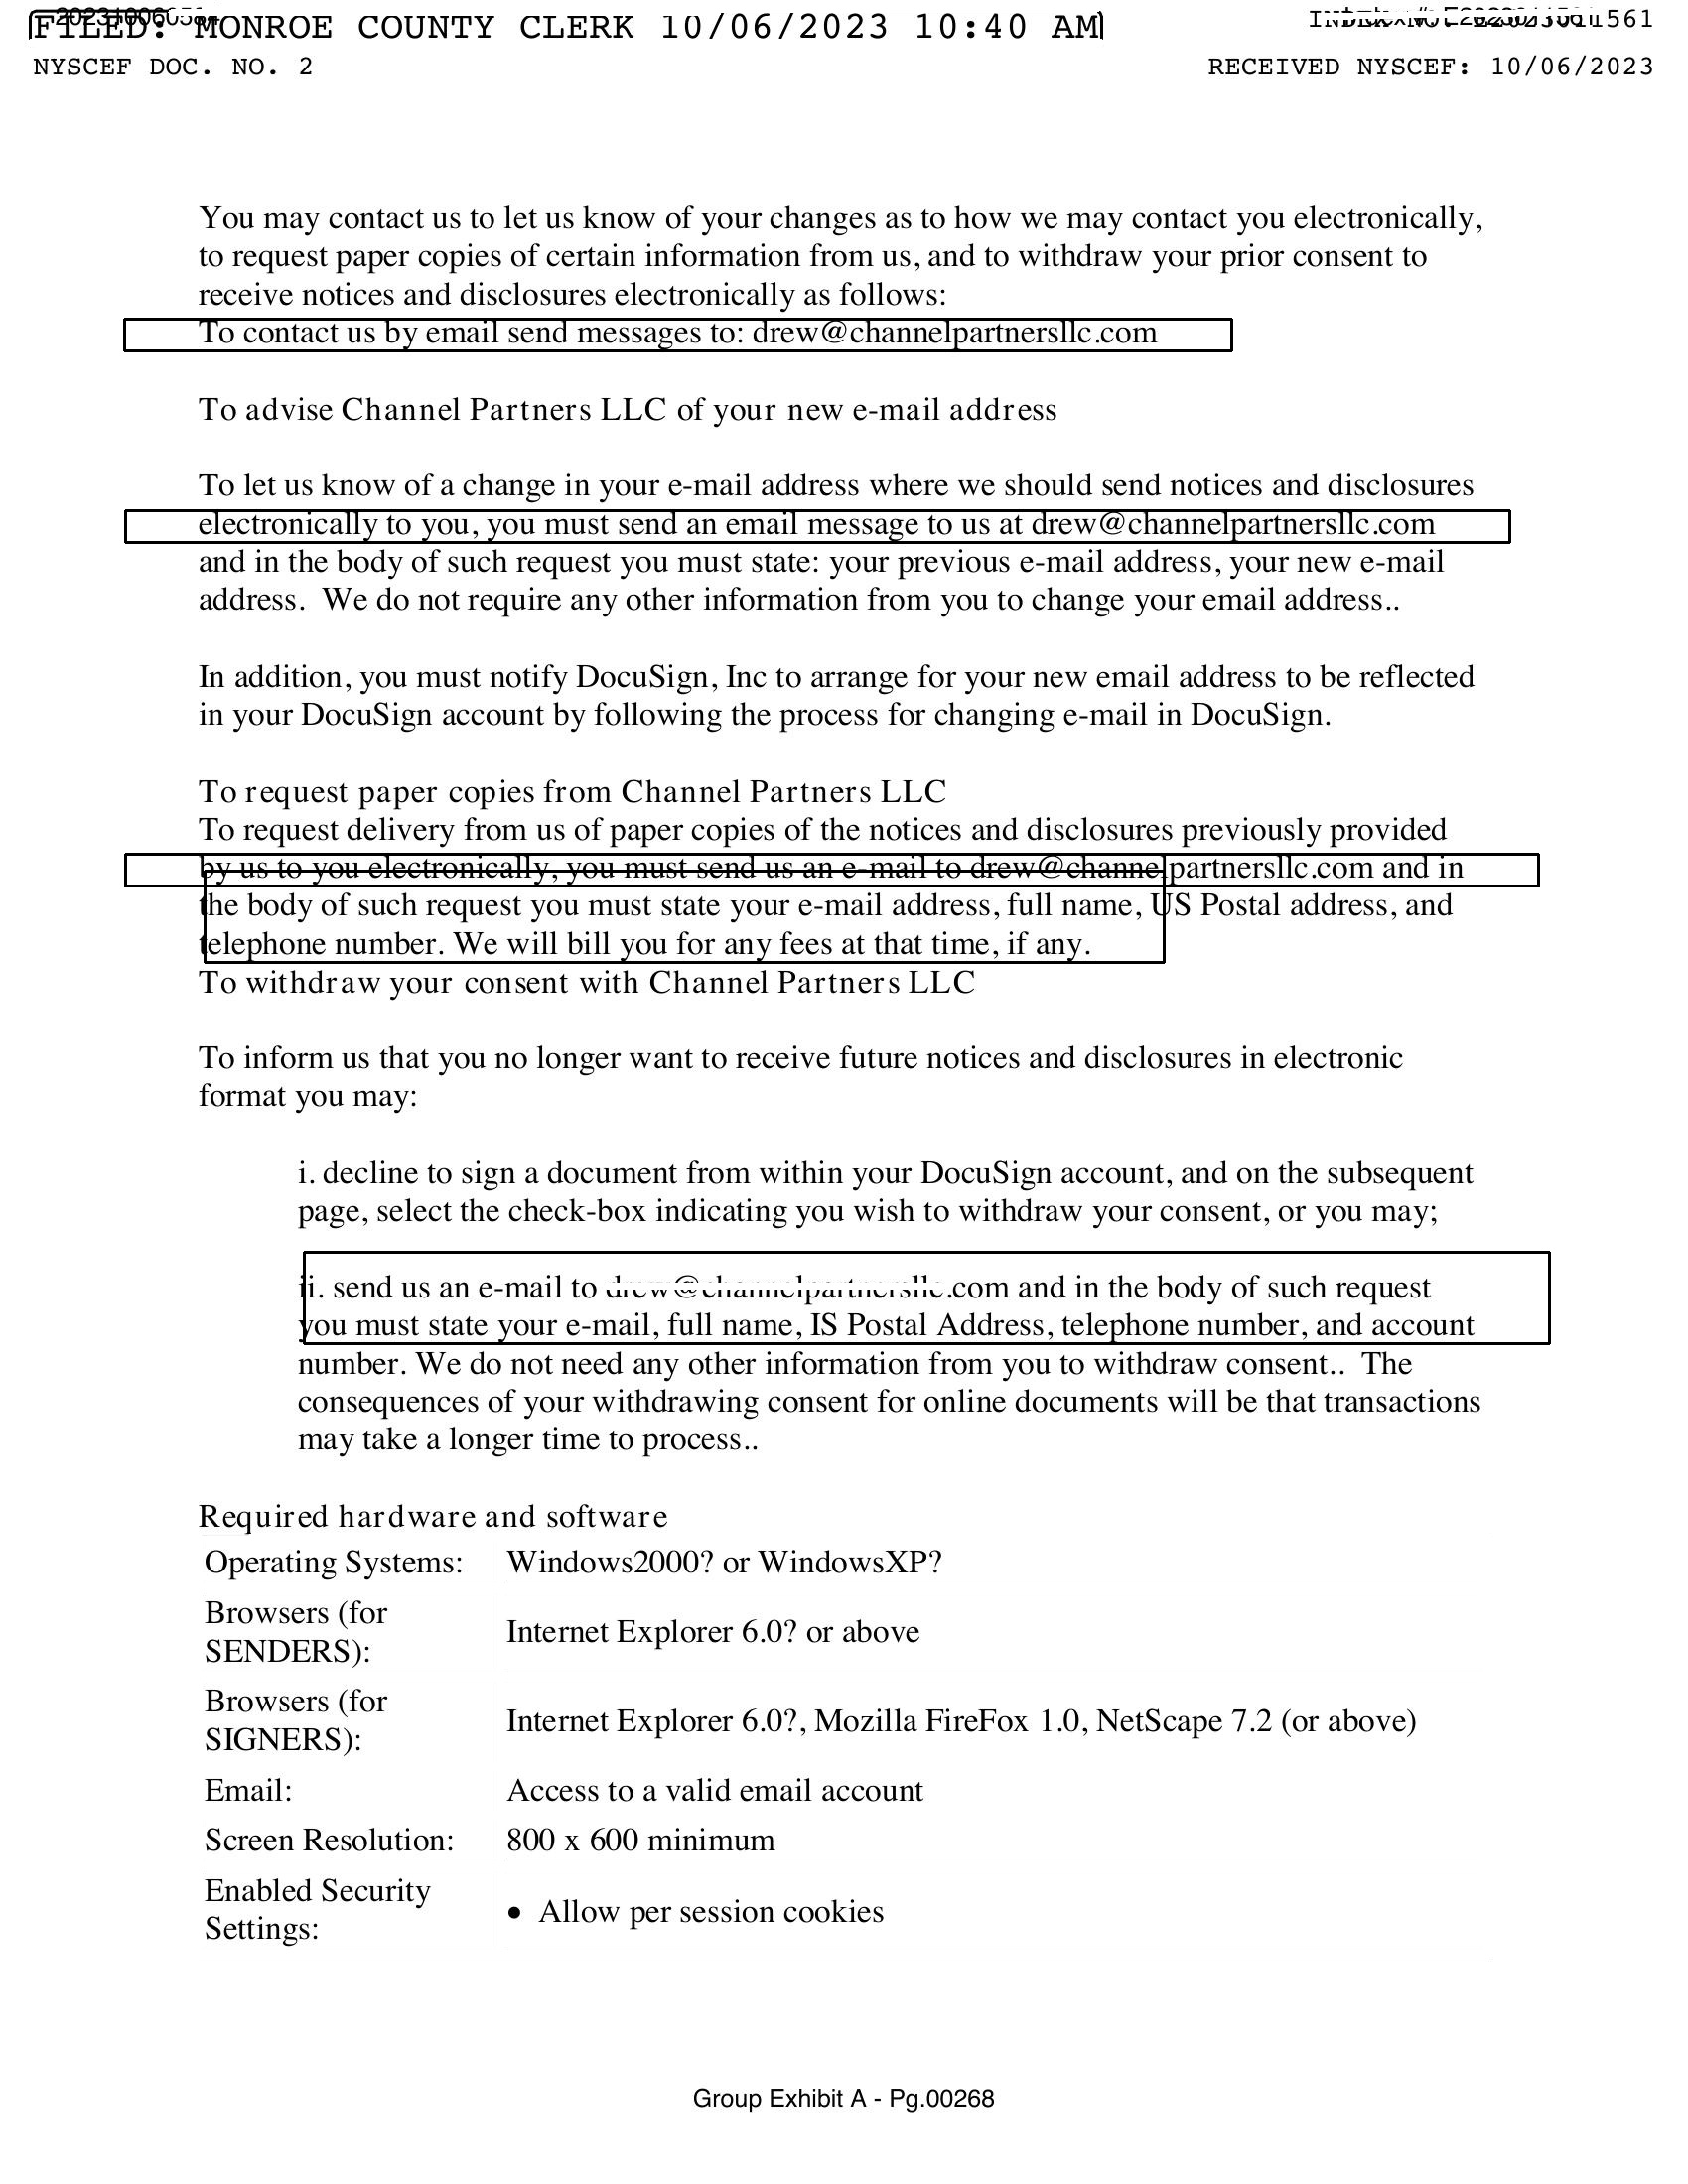 FILED: MONROE COUNTY CLERK 10/06/2023 10:40 AM
NYSCEF DOC. NO. 2
RECEIVED NYSCEF: 10/06/2023
You may contact us to let us know of your changes as to how we may contact you electronically,
to request paper copies of certain information from us, and to withdraw your prior consent to
receive notices and disclosures electronically as follows:
To contact us by email send messages to: drew@channelpartnersllc.com
To advise Channel Partners LLC of your new e-mail address
To let us know of a change in your e-mail address where we should send notices and disclosures
electronically to you, you must send an email message to us at drew@channelpartnersllc.com
and in the body of such request you must state: your previous e-mail address, your new e-mail
address.  We do not require any other information from you to change your email address..
In addition, you must notify DocuSign, Inc to arrange for your new email address to be reflected
in your DocuSign account by following the process for changing e-mail in DocuSign.
To request paper copies from Channel Partners LLC
To request delivery from us of paper copies of the notices and disclosures previously provided
by us to you electronically, you must send us an e-mail to drew@channelpartnersllc.com and in
the body of such request you must state your e-mail address, full name, US Postal address, and
telephone number. We will bill you for any fees at that time, if any.
To withdraw your consent with Channel Partners LLC
To inform us that you no longer want to receive future notices and disclosures in electronic
format you may:
i. decline to sign a document from within your DocuSign account, and on the subsequent
page, select the check-box indicating you wish to withdraw your consent, or you may;
ii. send us an e-mail to drew@channelpartnersllc.com and in the body of such request
you must state your e-mail, full name, IS Postal Address, telephone number, and account
number. We do not need any other information from you to withdraw consent..  The
consequences of your withdrawing consent for online documents will be that transactions
may take a longer time to process..
Required hardware and software
Operating Systems: Windows2000? or WindowsXP?
Browsers (for
SENDERS): Internet Explorer 6.0? or above
Browsers (for
SIGNERS): Internet Explorer 6.0?, Mozilla FireFox 1.0, NetScape 7.2 (or above)
Email: Access to a valid email account
Screen Resolution: 800 x 600 minimum
Enabled Security
Settings: • Allow per session cookies
Group Exhibit A - Pg.00268